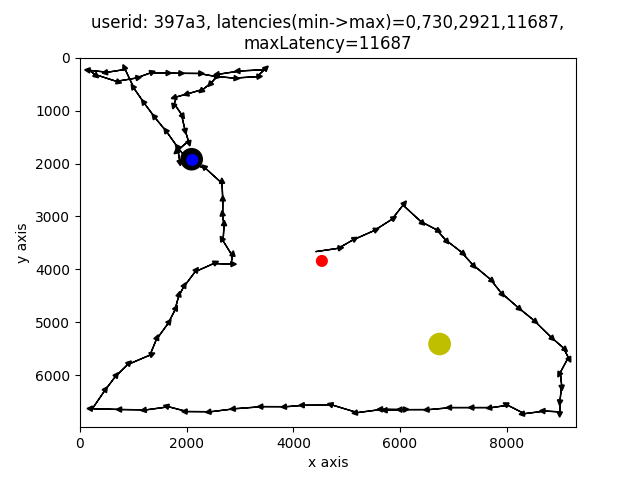 userid: 397a3, latencies(min->max)=0,730,2921,11687,
maxLatency=11687
0
1000
2000
3000
4000
5000
6000
y axis
0 2000 4000 6000 8000
x axis